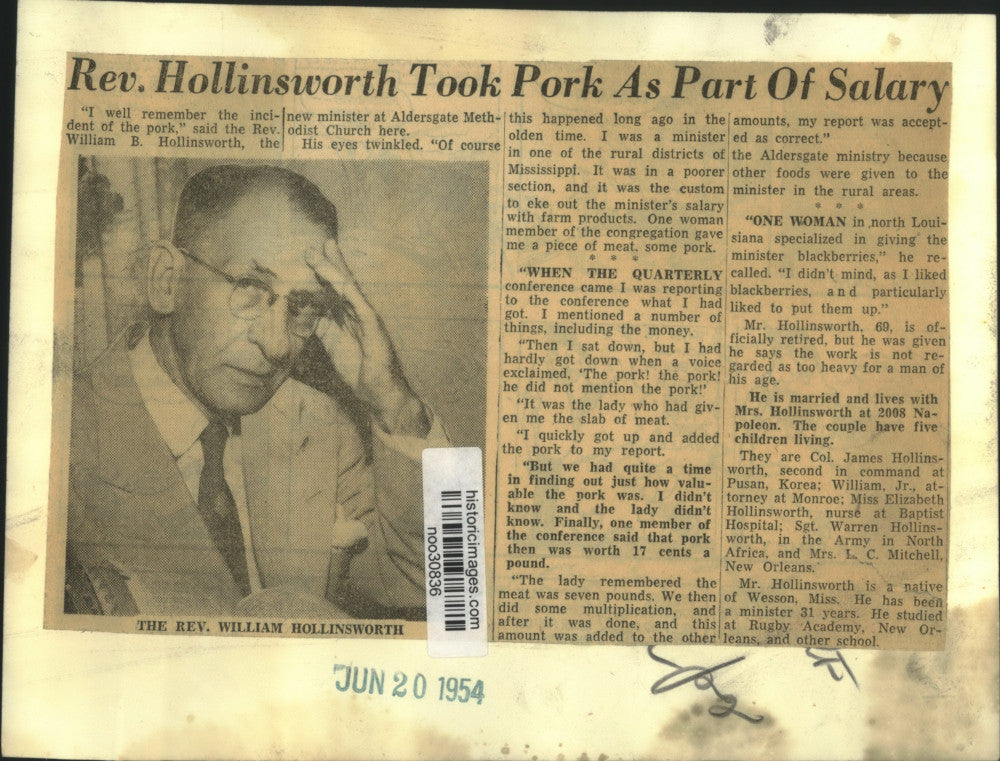 Rev. Hollinsworth Took Pork As Part Of Salary
"I well remember the inci-
dent of the pork," said the Rev.
William B. Hollinsworth, the
new minister at Aldersgate Meth-
odist Church here.
His eyes twinkled. "Of course
this happened long ago in the
olden time. I was a minister
in one of the rural districts of
Mississippi. It was in a poorer
section, and it was the custom
to eke out the minister's salary
with farm products. One woman
member of the congregation gave
me a piece of meat, some pork.
* * *
"WHEN THE QUARTERLY
conference came I was reporting
to the conference what I had
got. I mentioned a number of
things, including the money.
"Then I sat down, but I had
hardly got down when a voice
exclaimed, 'The pork! the pork!
he did not mention the pork!'
"It was the lady who had giv-
en me the slab of meat.
"I quickly got up and added
the pork to my report.
"But we had quite a time
in finding out just how valu-
able the pork was. I didn't
know and the lady didn't
know. Finally, one member of
the conference said that pork
then was worth 17 cents a
pound.
"The lady remembered the
meat was seven pounds. We then
did some multiplication, and
after it was done, and this
amount was added to the other
amounts, my report was accept-
ed as correct."
the Aldersgate ministry because
other foods were given to the
minister in the rural areas.
* * *
"ONE WOMAN in north Loui-
siana specialized in giving the
minister blackberries," he re-
called. "I didn't mind, as I liked
blackberries, and particularly
liked to put them up."
Mr. Hollinsworth, 69, is of-
ficially retired, but he was given
he says the work is not re-
garded as too heavy for a man of
his age.
He is married and lives with
Mrs. Hollinsworth at 2008 Na-
poleon. The couple have five
children living.
They are Col. James Hollins-
worth, second in command at
Pusan, Korea; William, Jr., at-
torney at Monroe; Miss Elizabeth
Hollinsworth, nurse at Baptist
Hospital; Sgt. Warren Hollins-
worth, in the Army in North
Africa, and Mrs. L. C. Mitchell,
New Orleans.
Mr. Hollinsworth is a native
of Wesson, Miss. He has been
a minister 31 years. He studied
at Rugby Academy, New Or-
leans, and other school.
THE REV. WILLIAM HOLLINSWORTH
historicimages.com
noo30836
JUN 20 1954